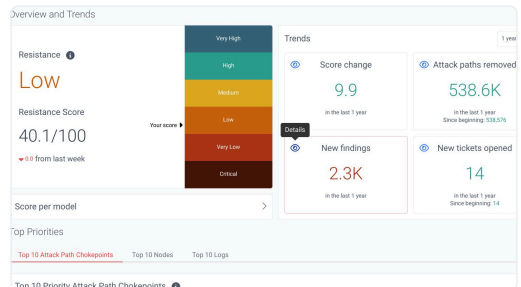 Overview and Trends
Resistance
Low
Resistance Score
40.1/100
0.0 from last week
Your score
Very High
High
Medium
Low
Very Low
Critical
Score per model
Trends
1 year
Score change
9.9
in the last 1 year
Attack paths removed
538.6K
in the last 1 year
Since beginning: 538,576
Details
New findings
2.3K
in the last 1 year
New tickets opened
14
in the last 1 year
Since beginning: 14
Top Priorities
Top 10 Attack Path Chokepoints
Top 10 Nodes
Top 10 Logs
Top 10 Priority Attack Path Chokepoints